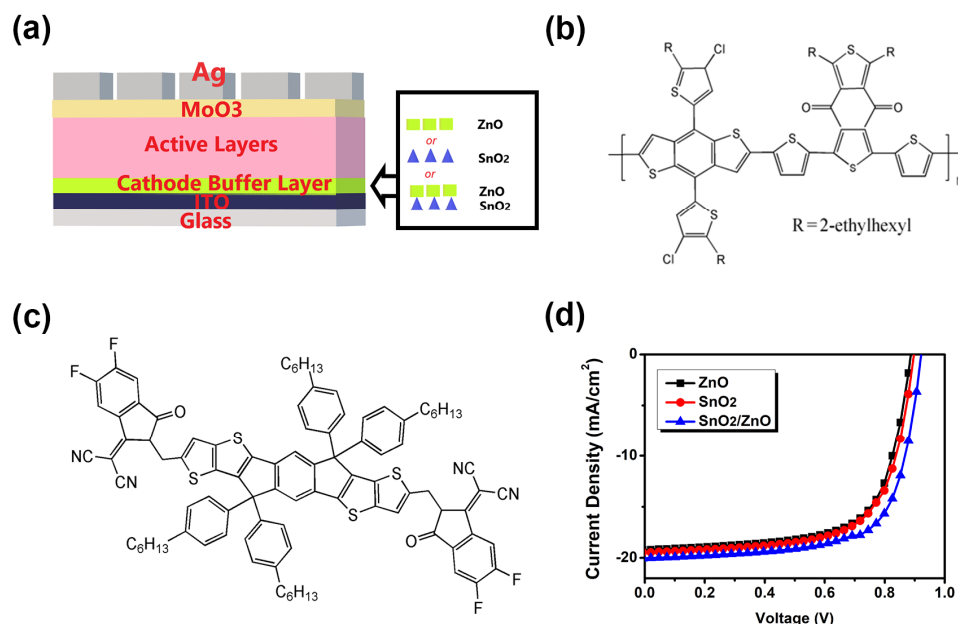 (a)
Ag
MoO3
Active Layers
Cathode Buffer Layer
ITO
Glass
ZnO
or
SnO2
or
ZnO
SnO2
(b)
R
Cl
S
R
S
R
O
O
S
S
S
S
S
S
Cl
R
R=2-ethylhexyl
(c)
F
F
O
CN
CN
C6H13
C6H13
S
S
S
S
C6H13
C6H13
CN
CN
O
F
F
(d)
Current Density (mA/cm2)
0
-10
-20
ZnO
SnO2
SnO2/ZnO
0.0
0.2
0.4
0.6
0.8
1.0
Voltage (V)